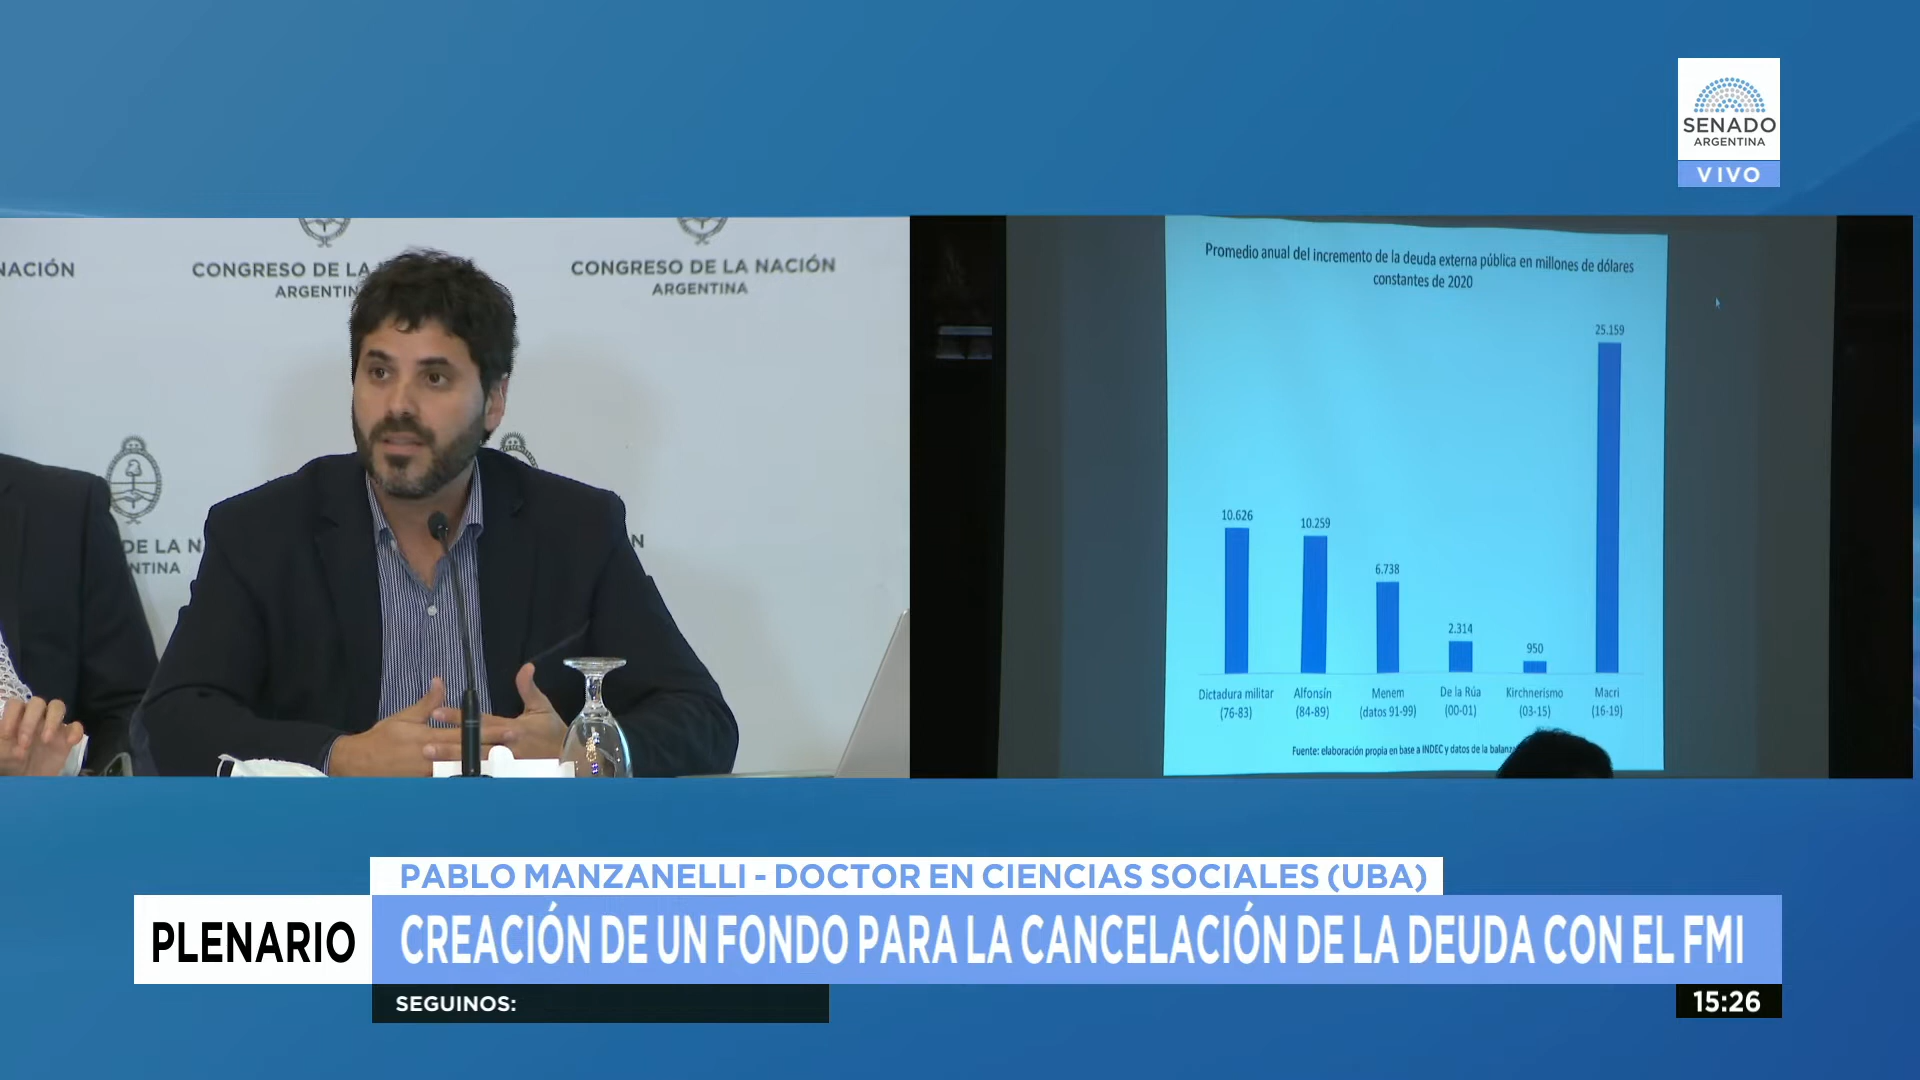 SENADO
ARGENTINA
VIVO
NACIÓN
CONGRESO DE LA
ARGENTIN
CONGRESO DE LA NACIÓN
ARGENTINA
DE LA N
NTINA
N
Promedio anual del incremento de la deuda externa pública en millones de dólares
constantes de 2020
10.626
10.259
6.738
2.314
950
25.159
Dictadura militar
(76-83)
Alfonsín
(84-89)
Menem
(datos 91-99)
De la Rúa
(00-01)
Kirchnerismo
(03-15)
Macri
(16-19)
Fuente: elaboración propia en base a INDEC y datos de la balanz
PABLO MANZANELLI - DOCTOR EN CIENCIAS SOCIALES (UBA)
PLENARIO
CREACIÓN DE UN FONDO PARA LA CANCELACIÓN DE LA DEUDA CON EL FMI
SEGUINOS:
15:26